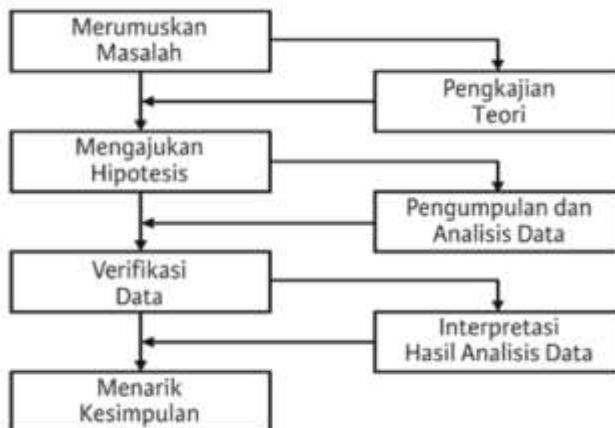 Merumuskan
Masalah
Pengkajian
Teori
Mengajukan
Hipotesis
Pengumpulan dan
Analisis Data
Verifikasi
Data
Interpretasi
Hasil Analisis Data
Menarik
Kesimpulan